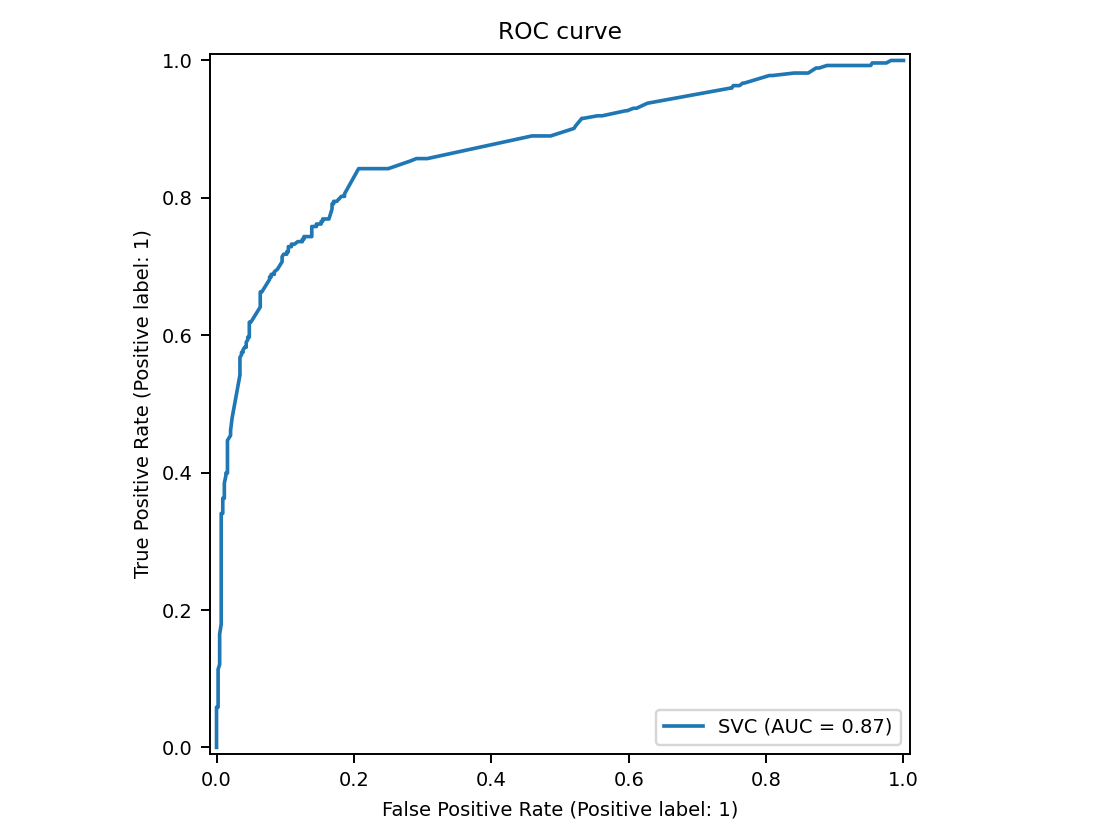 ROC curve
True Positive Rate (Positive label: 1)
1.0
0.8
0.6
0.4
0.2
0.0
SVC (AUC = 0.87)
0.0 0.2 0.4 0.6 0.8 1.0
False Positive Rate (Positive label: 1)